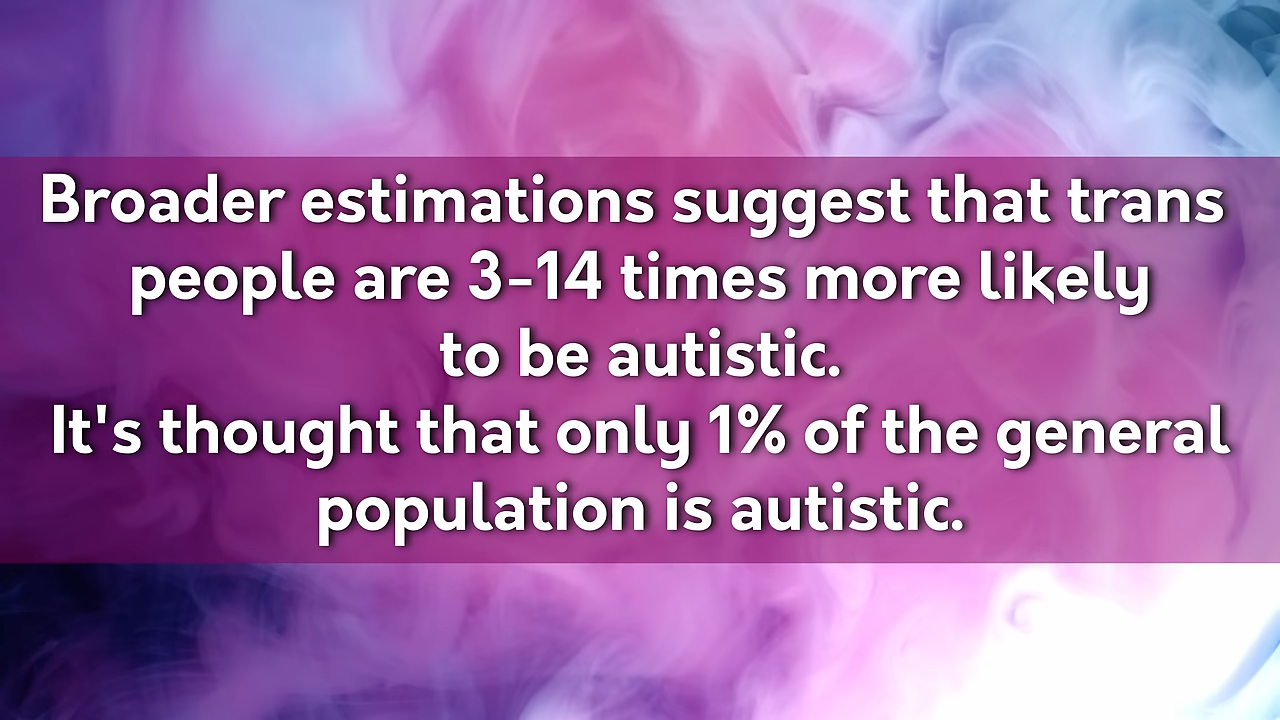 Broader estimations suggest that trans
people are 3-14 times more likely
to be autistic.
It's thought that only 1% of the general
population is autistic.